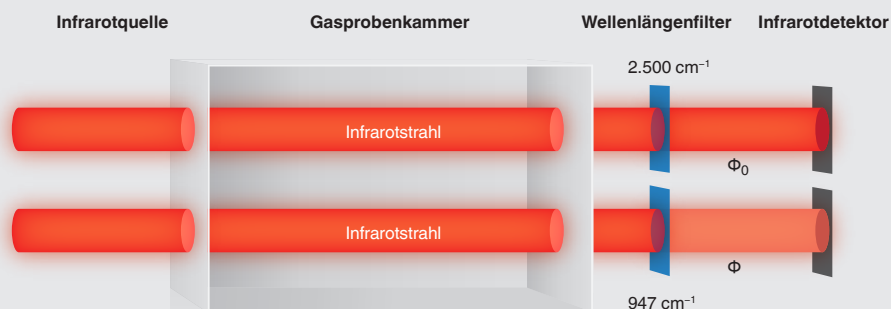 Infrarotquelle Gasprobenkammer Wellenlängenfilter Infrarotdetektor
2.500 cm⁻¹
Infrarotstrahl
Φ₀
Infrarotstrahl
Φ
947 cm⁻¹